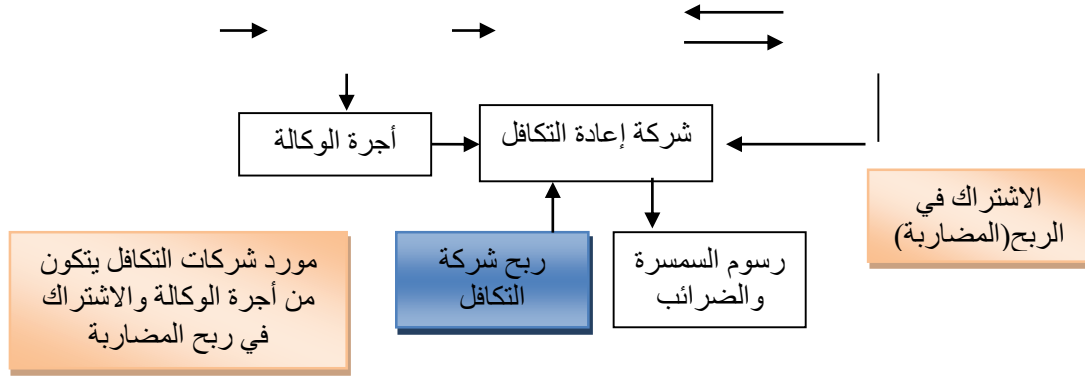 شركة إعادة التكافل
أجرة الوكالة
الاشتراك في
الربح(المضاربة)
مورد شركات التكافل يتكون
من أجرة الوكالة والاشتراك
في ربح المضاربة
ربح شركة
التكافل
رسوم السمسرة
والضرائب